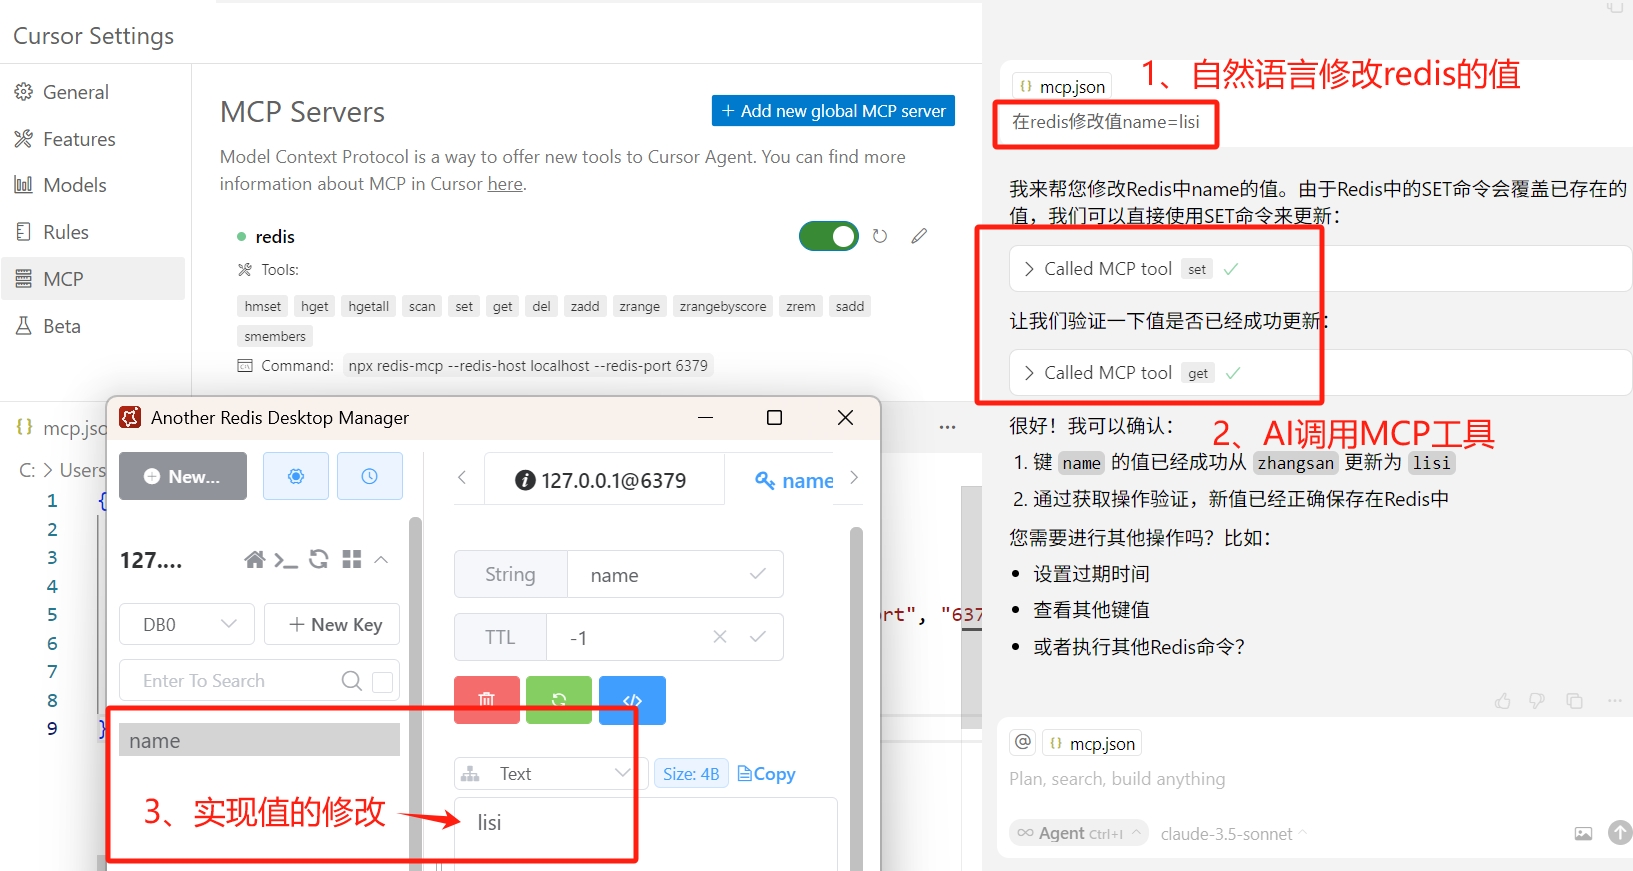 Cursor Settings
General
Features
Models
Rules
MCP
Beta
MCP Servers
+ Add new global MCP server
Model Context Protocol is a way to offer new tools to Cursor Agent. You can find more
information about MCP in Cursor here.
redis
Tools:
hmset hget hgetall scan set get del zadd zrange zrangebyscore zrem sadd
smembers
Command: npx redis-mcp --redis-host localhost --redis-port 6379
{} mcp.jso
C: > Users
1 {
2
3
4
5 ort", "637
6
7
8
9 }
Another Redis Desktop Manager
New...
127....
DB0
+ New Key
Enter To Search
name
127.0.0.1@6379
name
String name
TTL -1
Text
Size: 4B
Copy
lisi
3、实现值的修改
1、自然语言修改redis的值
{} mcp.json
在redis修改值name=lisi
我来帮您修改Redis中name的值。由于Redis中的SET命令会覆盖已存在的
值，我们可以直接使用SET命令来更新：
> Called MCP tool set
让我们验证一下值是否已经成功更新：
> Called MCP tool get
2、AI调用MCP工具
很好！我可以确认：
1. 键 name 的值已经成功从 zhangsan 更新为 lisi
2. 通过获取操作验证，新值已经正确保存在Redis中
您需要进行其他操作吗？比如：
• 设置过期时间
• 查看其他键值
• 或者执行其他Redis命令？
@ {} mcp.json
Plan, search, build anything
∞ Agent Ctrl+I
claude-3.5-sonnet